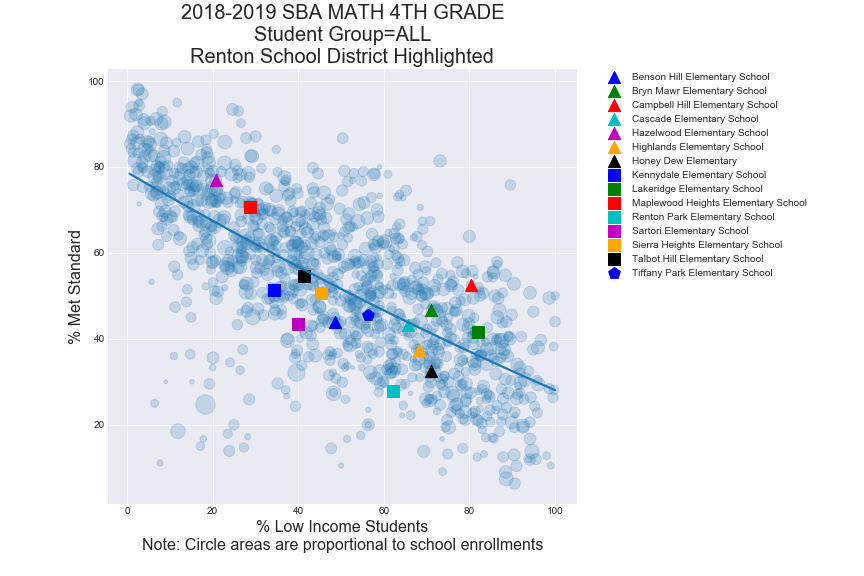 2018-2019 SBA MATH 4TH GRADE
Student Group=ALL
Renton School District Highlighted
% Met Standard
100
80
60
40
20
0 20 40 60 80 100
% Low Income Students
Note: Circle areas are proportional to school enrollments
Benson Hill Elementary School
Bryn Mawr Elementary School
Campbell Hill Elementary School
Cascade Elementary School
Hazelwood Elementary School
Highlands Elementary School
Honey Dew Elementary
Kennydale Elementary School
Lakeridge Elementary School
Maplewood Heights Elementary School
Renton Park Elementary School
Sartori Elementary School
Sierra Heights Elementary School
Talbot Hill Elementary School
Tiffany Park Elementary School